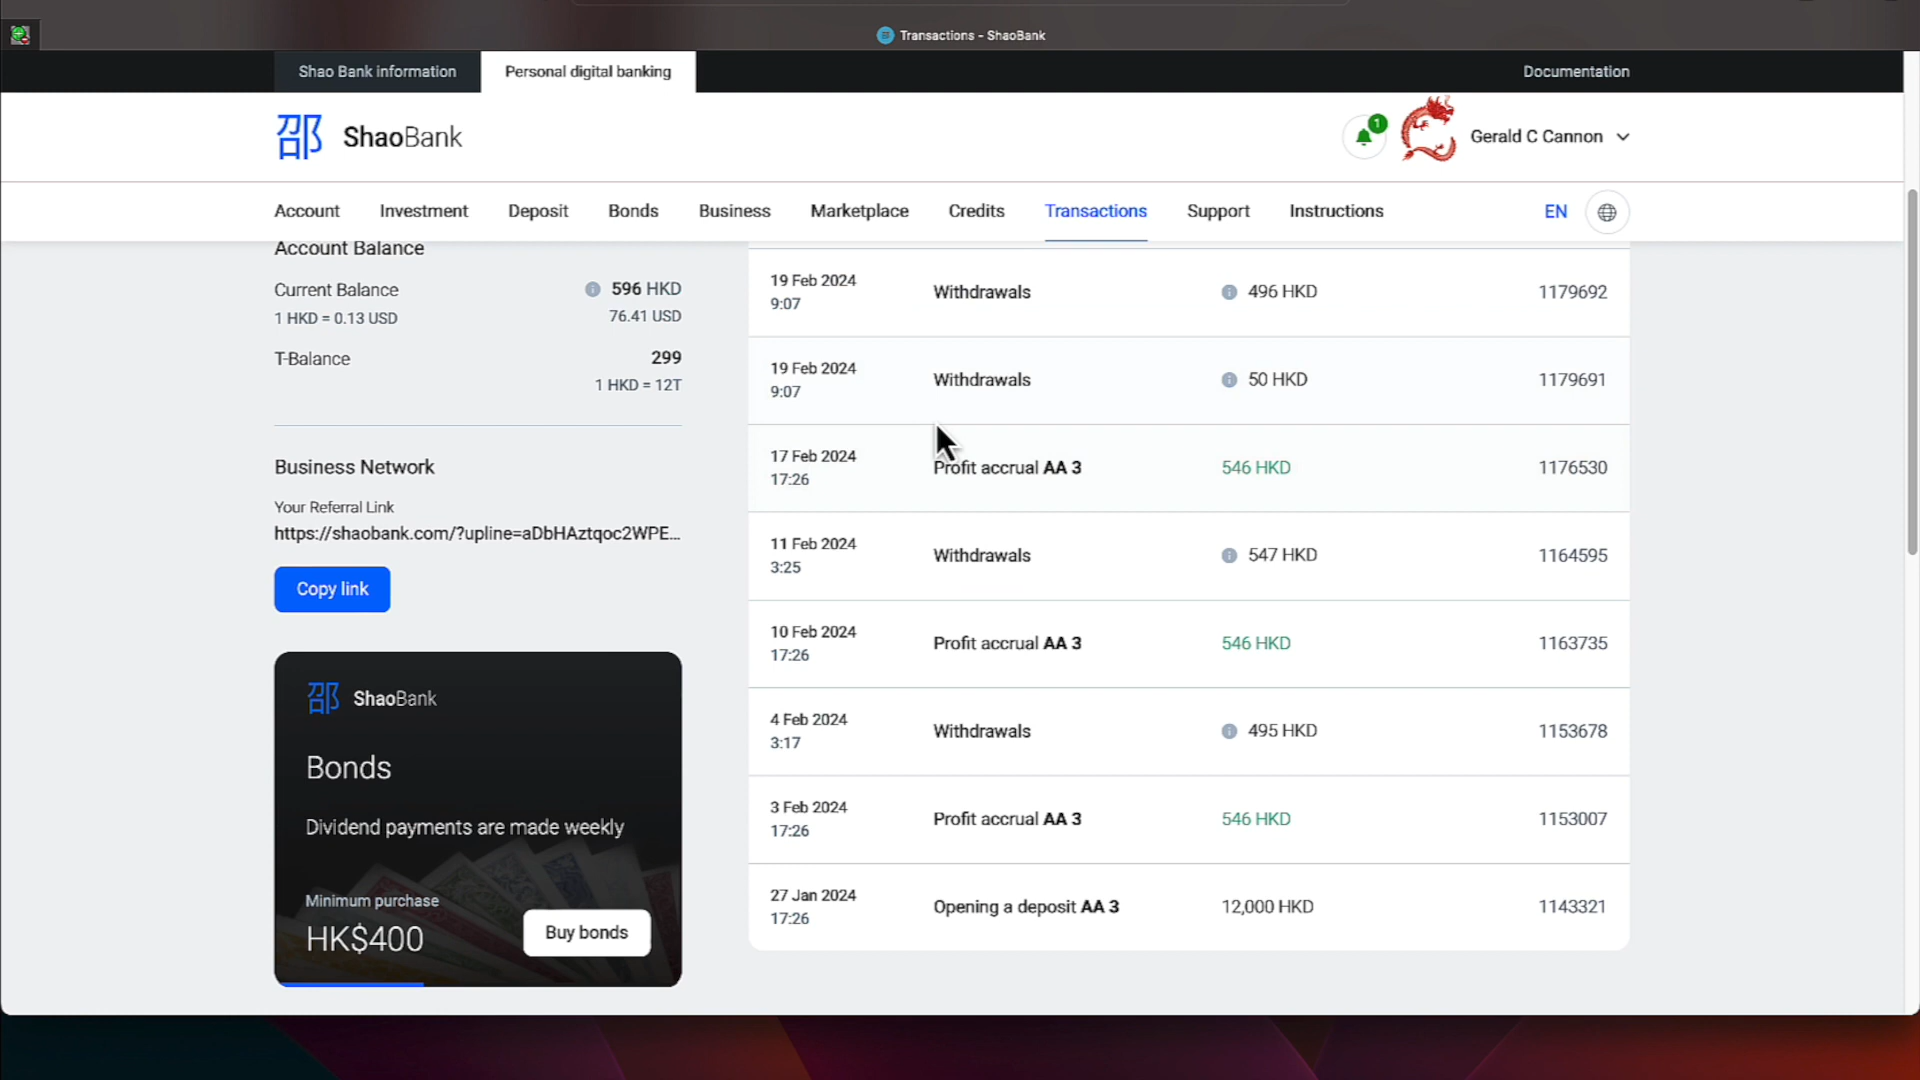 Transactions - ShaoBank
Shao Bank information
Personal digital banking
Documentation
邵 ShaoBank
1
Gerald C Cannon
Account
Investment
Deposit
Bonds
Business
Marketplace
Credits
Transactions
Support
Instructions
EN
Account Balance
Current Balance 596 HKD
1 HKD = 0.13 USD 76.41 USD
T-Balance 299
1 HKD = 12T
Business Network
Your Referral Link
https://shaobank.com/?upline=aDbHAztqoc2WPE...
Copy link
邵 ShaoBank
Bonds
Dividend payments are made weekly
Minimum purchase
HK$400
Buy bonds
19 Feb 2024
9:07
Withdrawals
496 HKD
1179692
19 Feb 2024
9:07
Withdrawals
50 HKD
1179691
17 Feb 2024
17:26
Profit accrual AA 3
546 HKD
1176530
11 Feb 2024
3:25
Withdrawals
547 HKD
1164595
10 Feb 2024
17:26
Profit accrual AA 3
546 HKD
1163735
4 Feb 2024
3:17
Withdrawals
495 HKD
1153678
3 Feb 2024
17:26
Profit accrual AA 3
546 HKD
1153007
27 Jan 2024
17:26
Opening a deposit AA 3
12,000 HKD
1143321